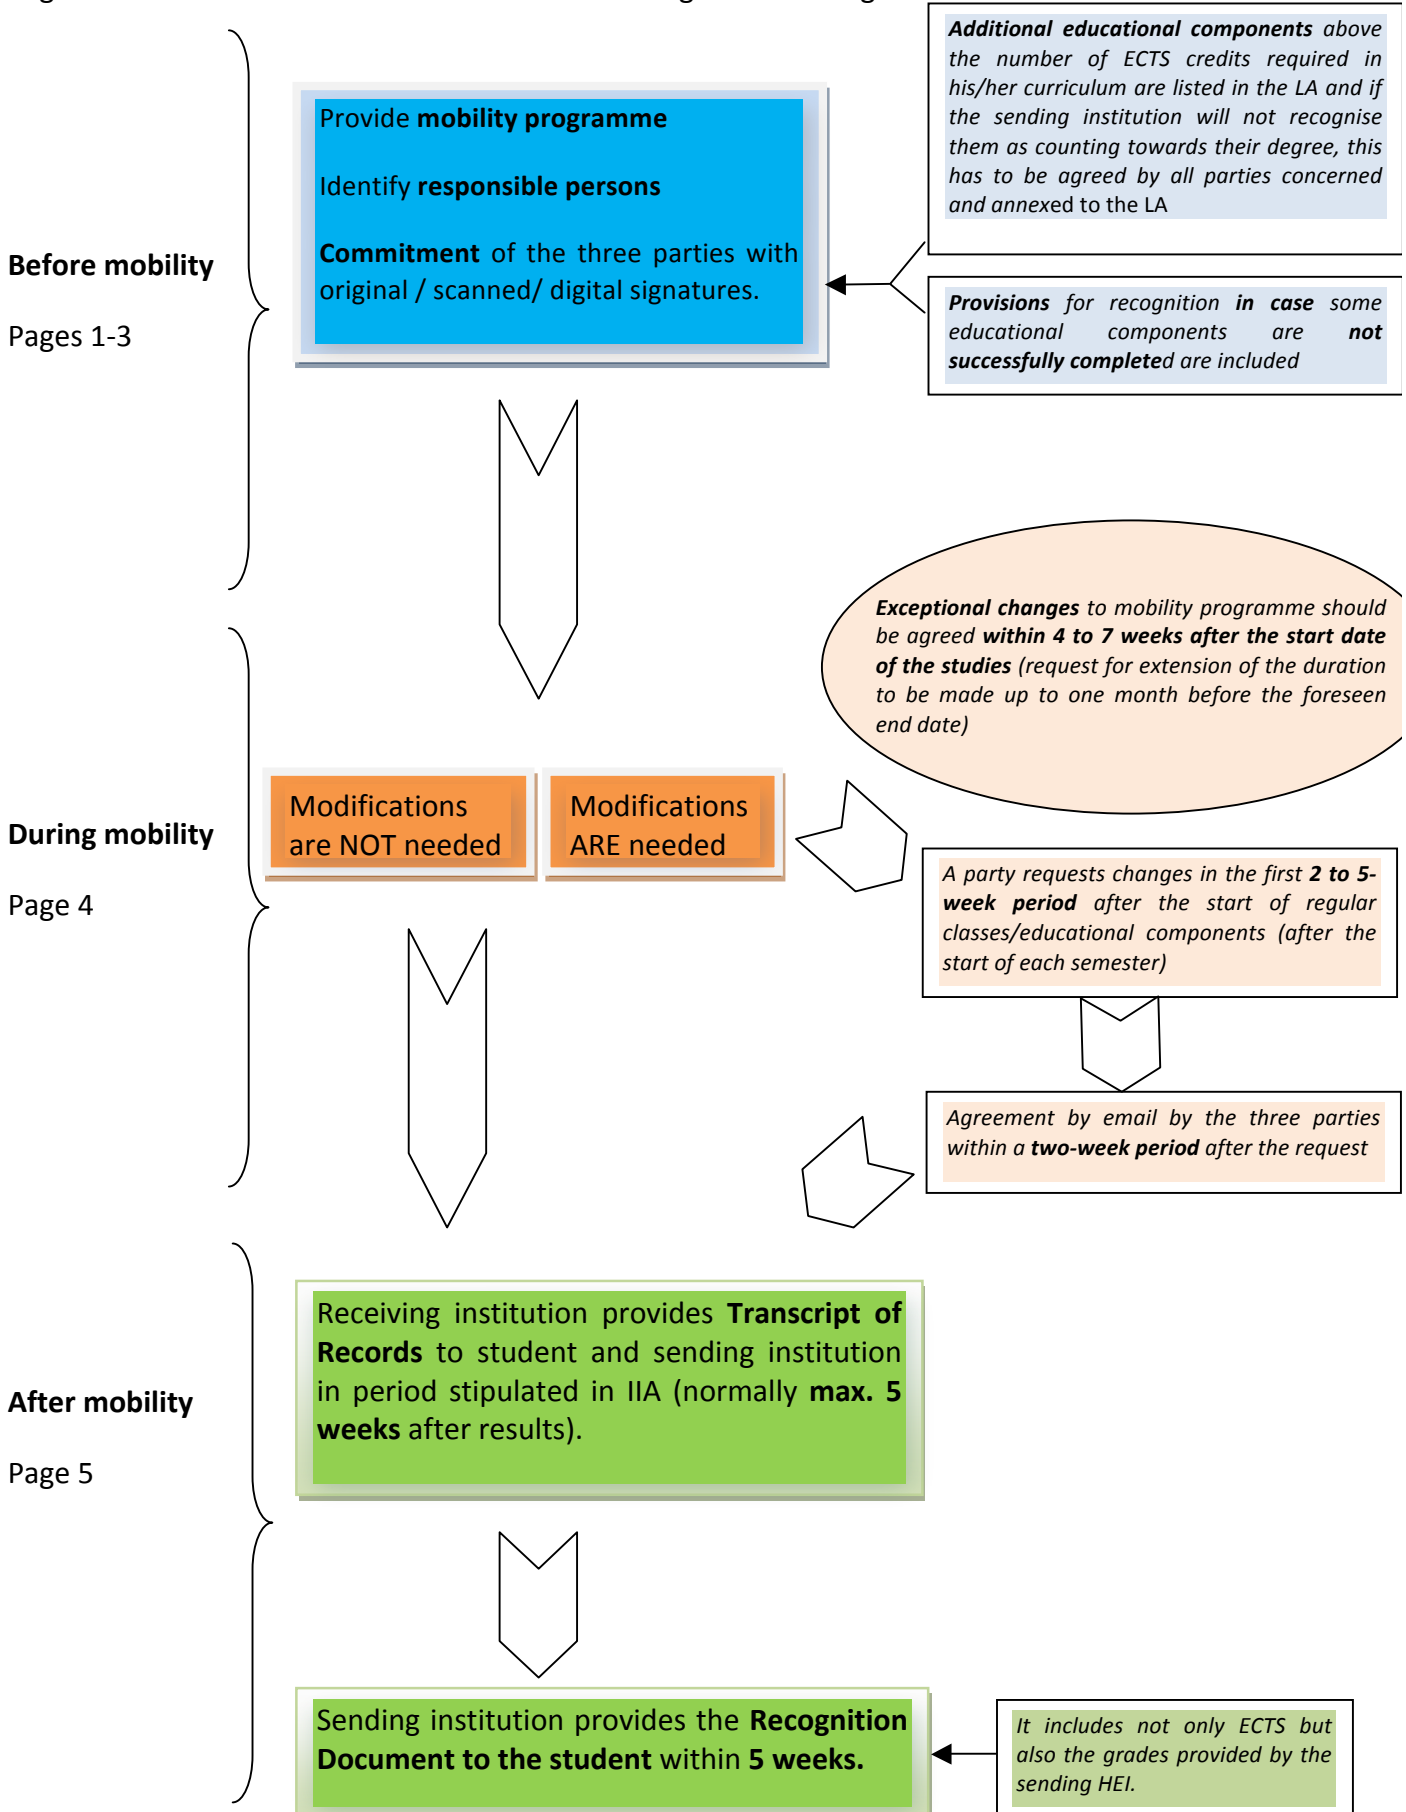 Additional educational components above
the number of ECTS credits required in
his/her curriculum are listed in the LA and if
the sending institution will not recognise
them as counting towards their degree, this
has to be agreed by all parties concerned
and annexed to the LA
Provide mobility programme
Identify responsible persons
Commitment of the three parties with
original / scanned/ digital signatures.
Before mobility
Pages 1-3
Provisions for recognition in case some
educational components are not
successfully completed are included
Exceptional changes to mobility programme should
be agreed within 4 to 7 weeks after the start date
of the studies (request for extension of the duration
to be made up to one month before the foreseen
end date)
During mobility
Page 4
Modifications
are NOT needed
Modifications
ARE needed
A party requests changes in the first 2 to 5-
week period after the start of regular
classes/educational components (after the
start of each semester)
Agreement by email by the three parties
within a two-week period after the request
After mobility
Page 5
Receiving institution provides Transcript of
Records to student and sending institution
in period stipulated in IIA (normally max. 5
weeks after results).
Sending institution provides the Recognition
Document to the student within 5 weeks.
It includes not only ECTS but
also the grades provided by the
sending HEI.